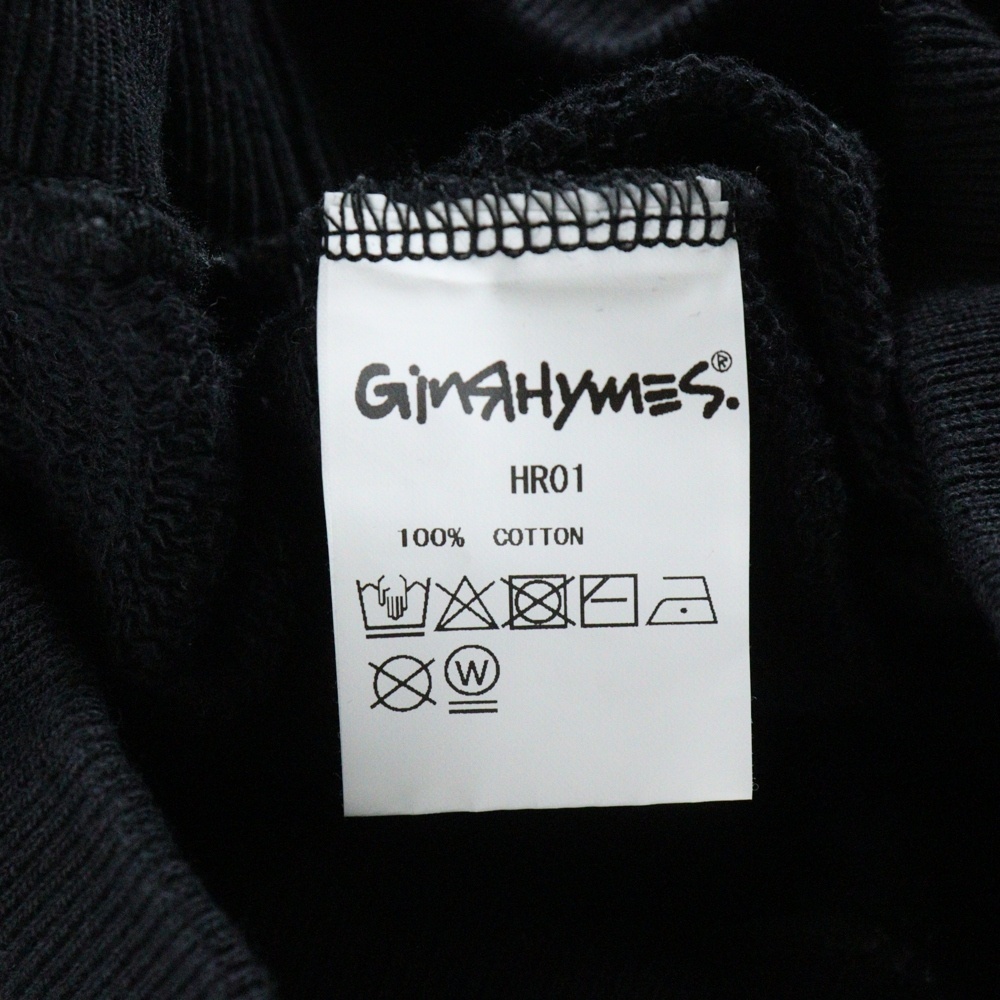 GinRHYMES.®
HR01
100% COTTON
W